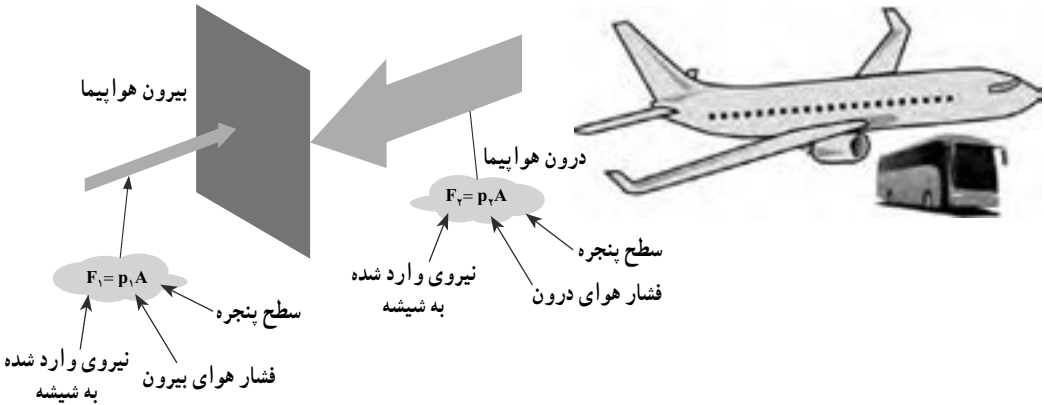 بیرون هواپیما
درون هواپیما
F₂= p₂A
سطح پنجره
فشار هوای درون
نیروی وارد شده
به شیشه
F₁= p₁A
سطح پنجره
فشار هوای بیرون
نیروی وارد شده
به شیشه